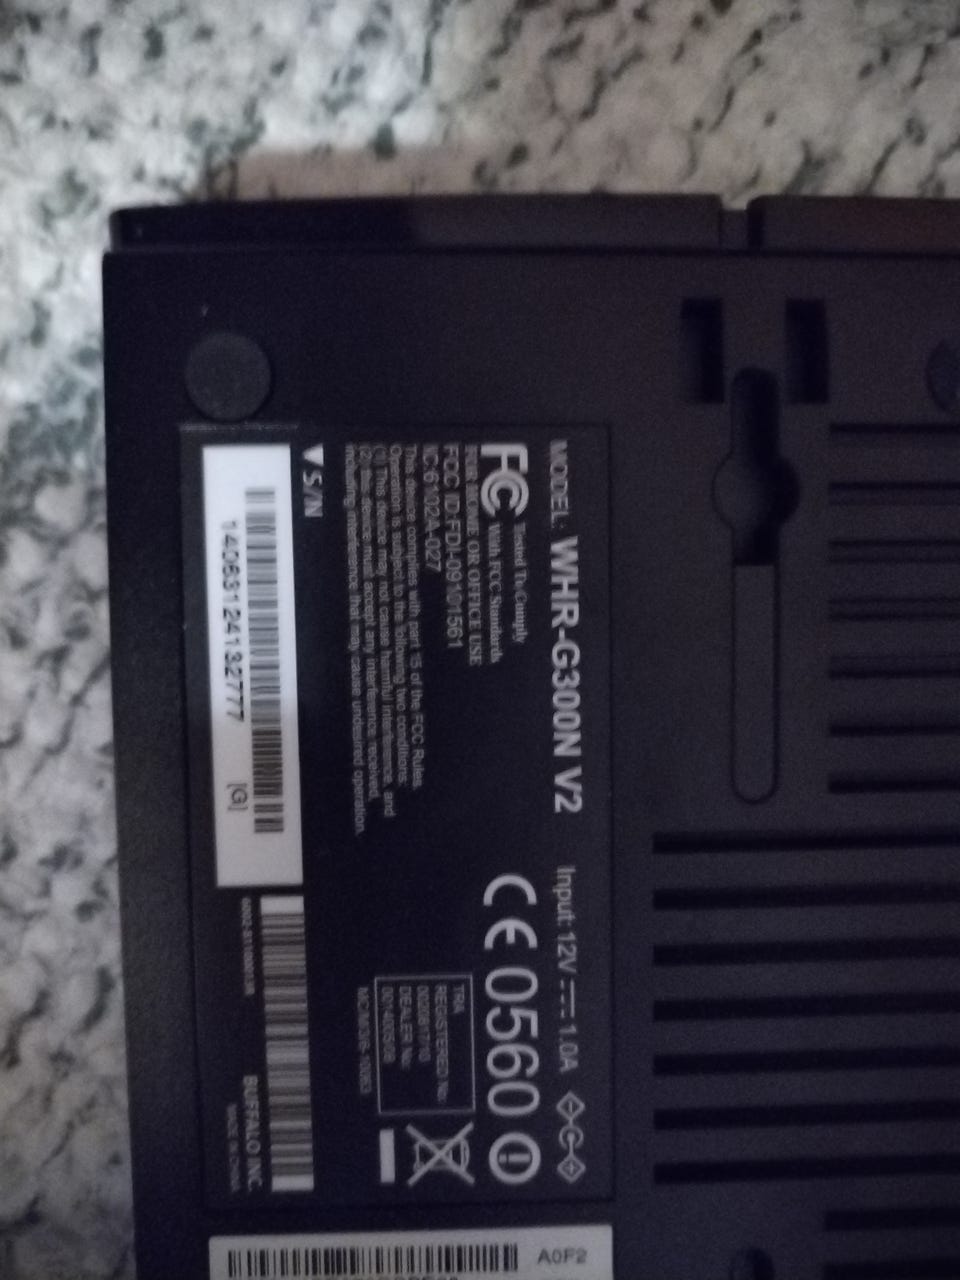 MODEL: WHR-G300N V2
Input: 12V 1.0A
FC Tested To Comply
With FCC Standards
FOR HOME OR OFFICE USE
FCC ID:FDI-09101561
IC:6102A-027
This device complies with part 15 of the FCC Rules.
Operation is subject to the following two conditions:
(1) This device may not cause harmful interference, and
(2) this device must accept any interference received,
including interference that may cause undesired operation.
CE 0560
TRA
REGISTERED No:
DEALER No:
S/N
14063124132777
[G]
BUFFALO INC.
MADE IN CHINA
A0F2